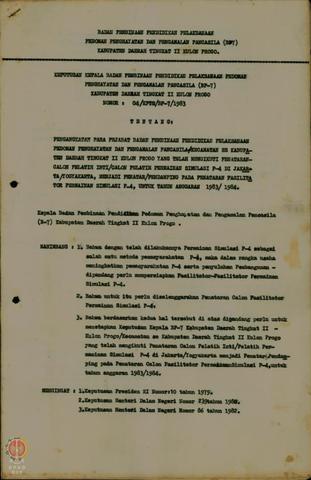 BADAN PEMBINAAN PENDIDIKAN PELAKSANAAN
PEDOMAN PENGHAYATAN DAN PENGAMALAN PANCASILA (BP-7)
KABUPATEN DAERAH TINGKAT II KULON PROGO.
KEPUTUSAN KEPALA BADAN PEMBINAAN PENDIDIKAN PELAKSANAAN PEDOMAN
PENGHAYATAN DAN PENGAMALAN PANCASILA (BP-7)
KABUPATEN DAERAH TINGKAT II KULON PROGO
NOMOR : 04/KPTS/BP-7/1983
T E N T A N G :
PENGANGKATAN PARA PEJABAT BADAN PEMBINAAN PENDIDIKAN PELAKSANAAN
PEDOMAN PENGHAYATAN DAN PENGAMALAN PANCASILA/KECAMATAN SE KABUPA-
TEN DAERAH TINGKAT II KULON PROGO YANG TELAH MENGIKUTI PENATARAN-
CALON PELATIH INTI/CALON PELATIH PERMAINAN SIMULASI P-4 DI JAKAR-
TA/YOGYAKARTA, MENJADI PENATAR/PENDAMPING PADA PENATARAN FASILITA
TOR PERMAINAN SIMULASI P.4, UNTUK TAHUN ANGGARAN 1983/ 1984.
Kepala Badan Pembinaan Pendidikan Pedoman Penghayatan dan Pengamalan Pancasila
(B-7) Kabupaten Daerah Tingkat II Kulon Progo.
MENIMBANG : 1. Bahwa dengan telah dilakukannya Permainan Simulasi P-4 sebagai
salah satu metoda pemasyarakatan P-4, maka dalam rangka usaha
meningkatkan pemasyarakatan P-4 serta penyuluhan Pembangunan -
dipandang perlu mempersiapkan Fasilitator-Fasilitator Permainan
Simulasi P-4.
2. Bahwa untuk itu perlu diselenggarakan Penataran Calon Fasilitator
Permainan Simulasi P-4.
3. Bahwa berdasarkan kedua hal tersebut di atas dipandang perlu untuk
menetapkan Keputusan Kepala BP-7 Kabupaten Daerah Tingkat II -
Kulon Progo/Kecamatan se Kabupaten Daerah Tingkat II Kulon Progo
yang telah mengikuti Penataran Calon Pelatih Inti/Pelatih Per-
mainan Simulasi P-4 di Jakarta/Yogyakarta menjadi Penatar/Pendamp-
ping pada Penataran Calon Fasilitator Permainan Simulasi P-4, untuk
tahun anggaran 1983/1984.
MENGINGAT : 1. Keputusan Presiden RI Nomor: 10 tahun 1979.
2. Keputusan Menteri Dalam Negeri Nomor tahun 1982.
3. Keputusan Menteri Dalam Negeri Nomor 86 tahun 1982.